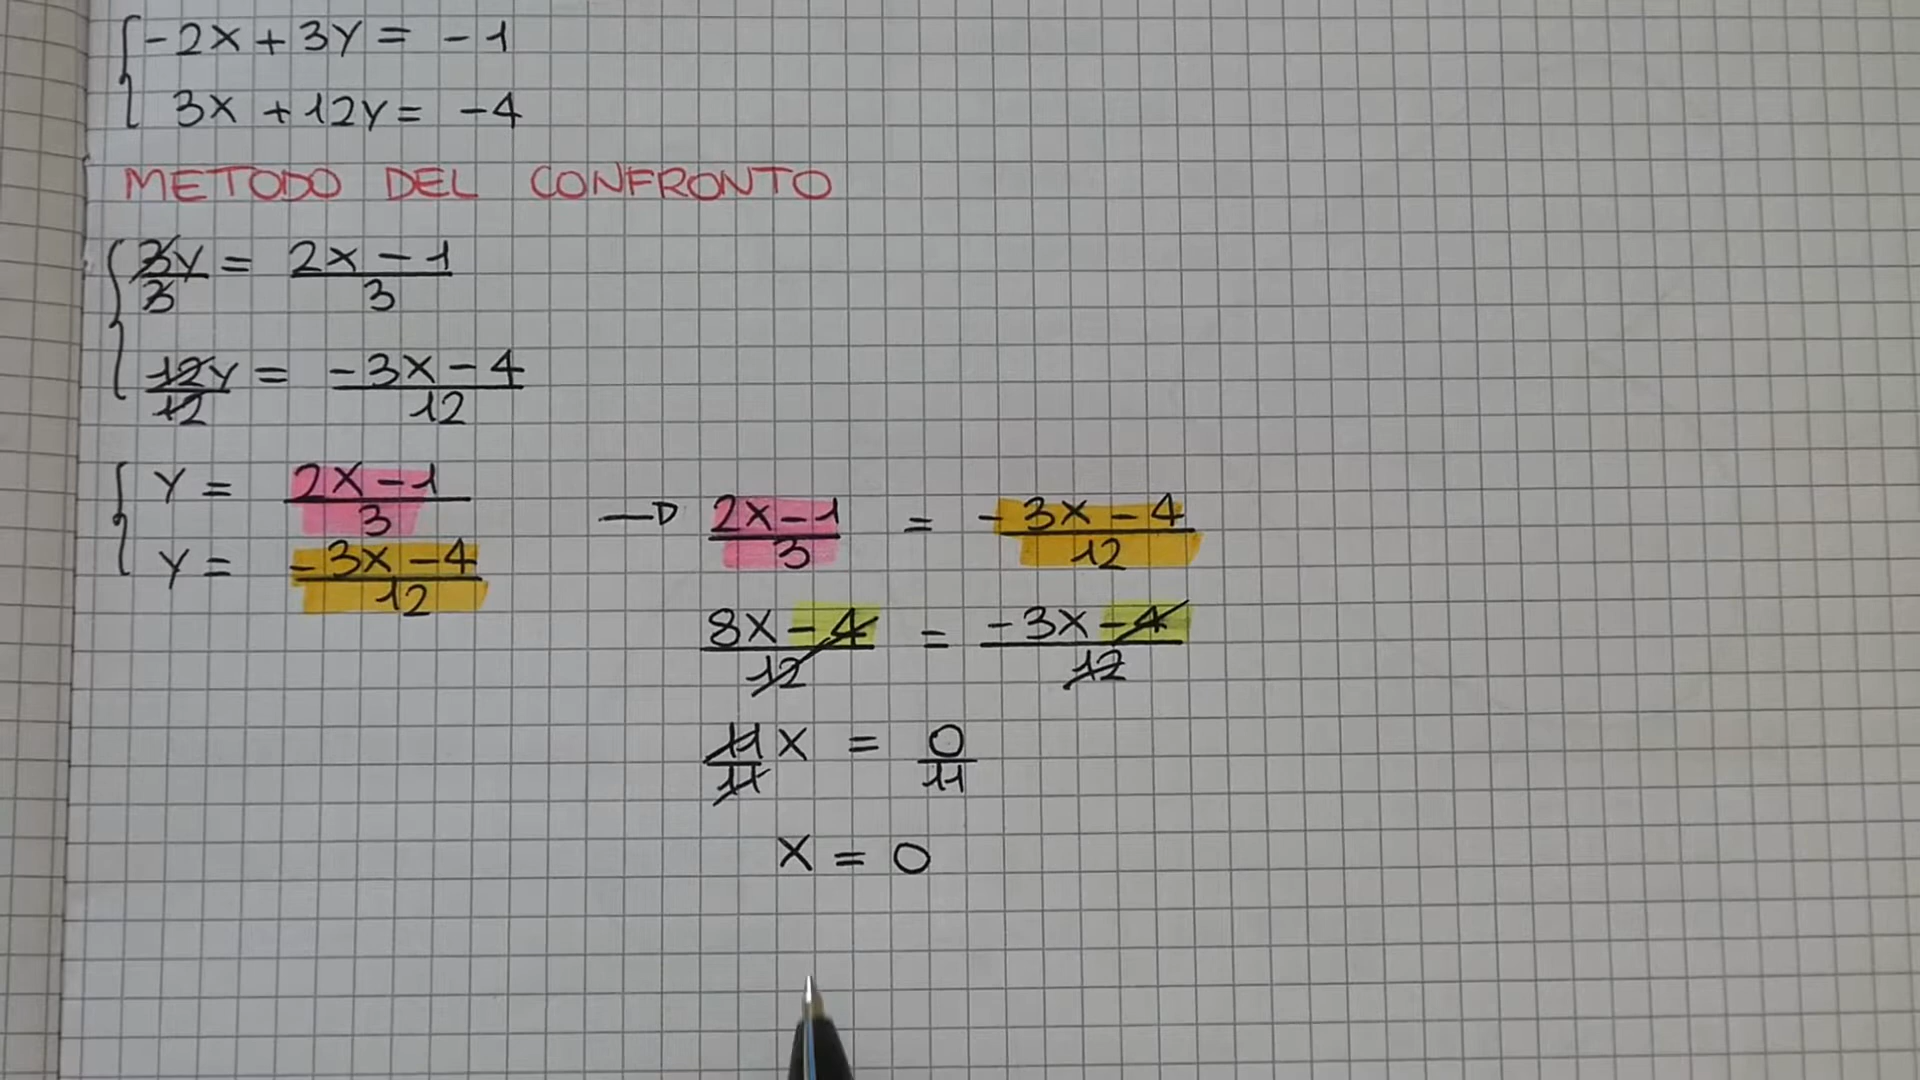 -2x + 3y = -1
3x + 12y = -4
METODO DEL CONFRONTO
3y/3 = 2x - 1/3
12y/12 = -3x - 4/12
y = 2x - 1/3
y = -3x - 4/12
→ 2x - 1/3 = -3x - 4/12
8x - 4/12 = -3x - 4/12
11/11 x = 0/11
x = 0